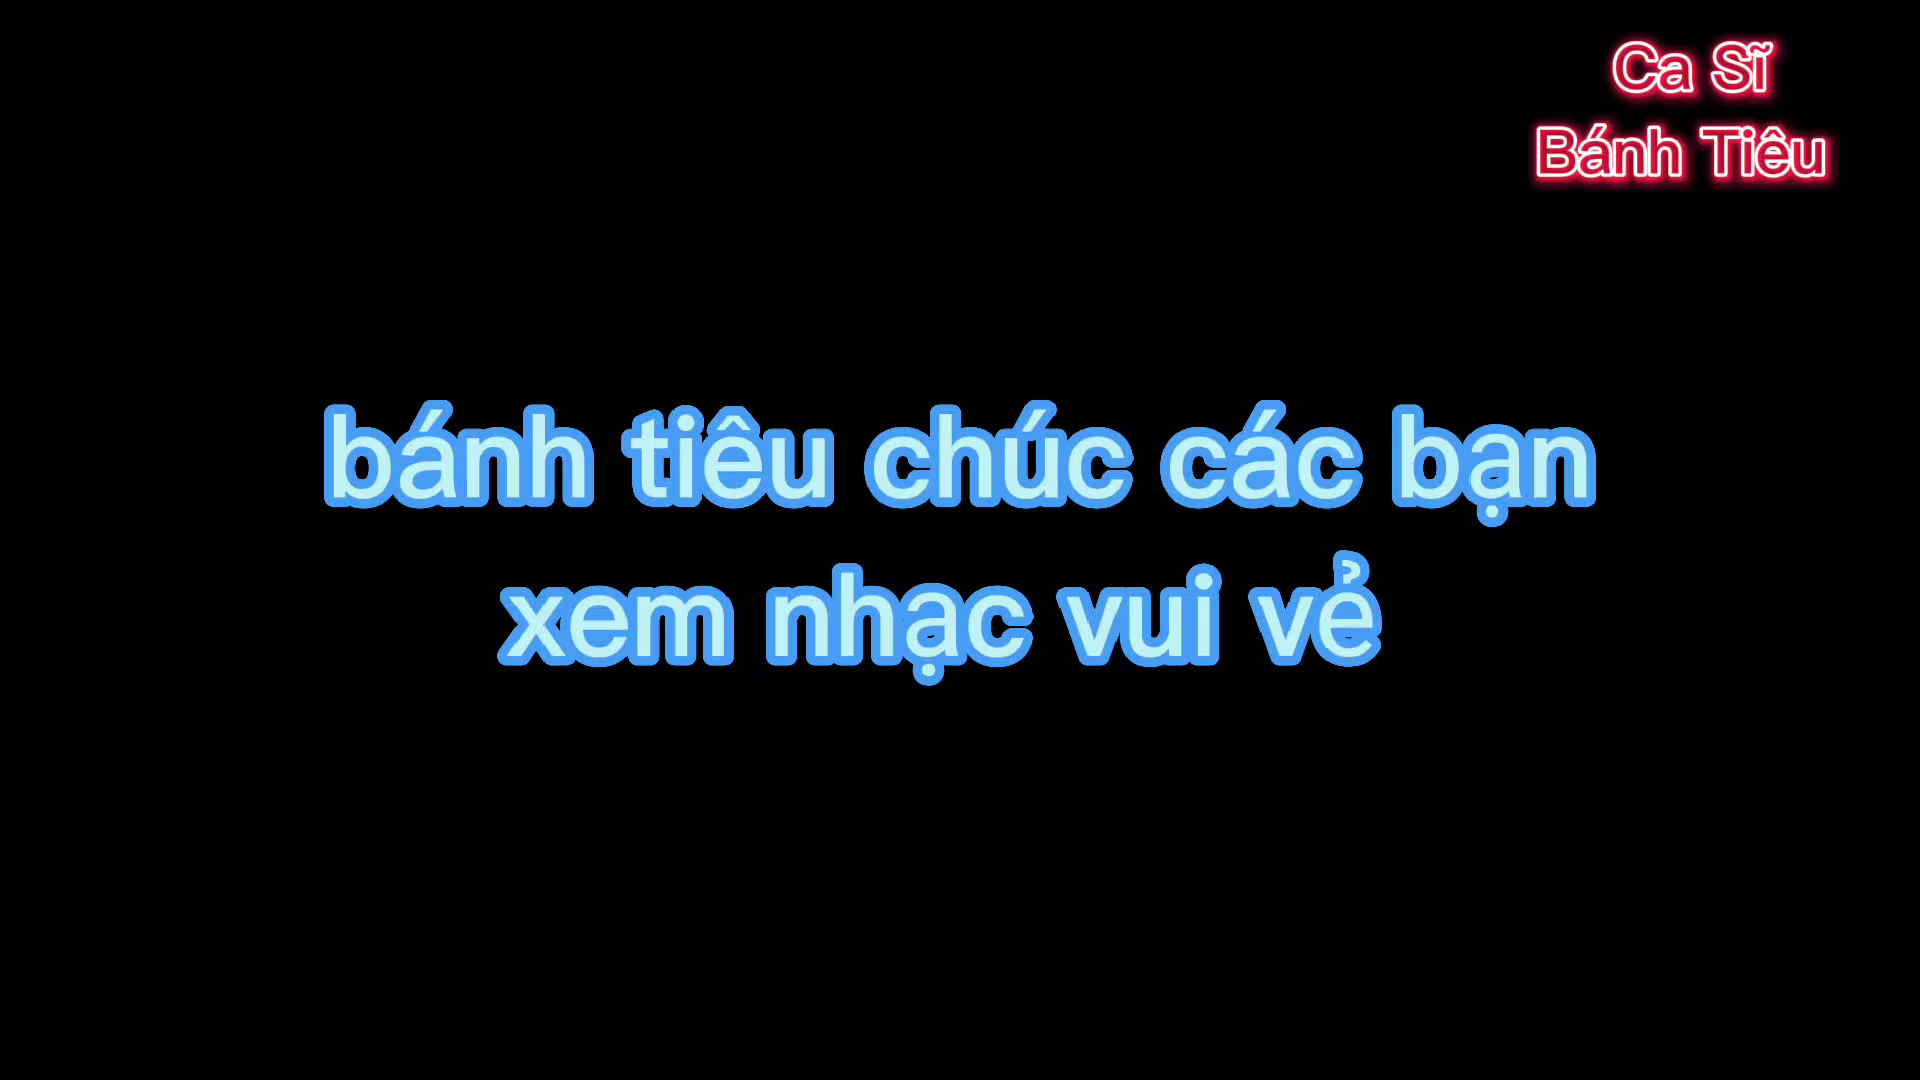 Ca Sĩ
Bánh Tiêu
bánh tiêu chúc các bạn
xem nhạc vui vẻ